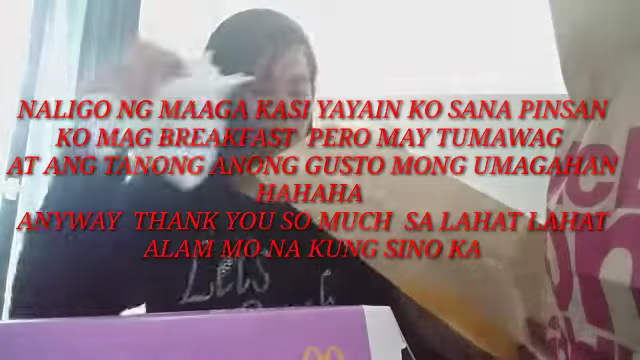 NALIGO NG MAAGA KASI YAYAIN KO SANA PINSAN
KO MAG BREAKFAST  PERO MAY TUMAWAG
AT ANG TANONG ANONG GUSTO MONG UMAGAHAN
HAHAHA
ANYWAY  THANK YOU SO MUCH  SA LAHAT LAHAT
ALAM MO NA KUNG SINO KA
Let's